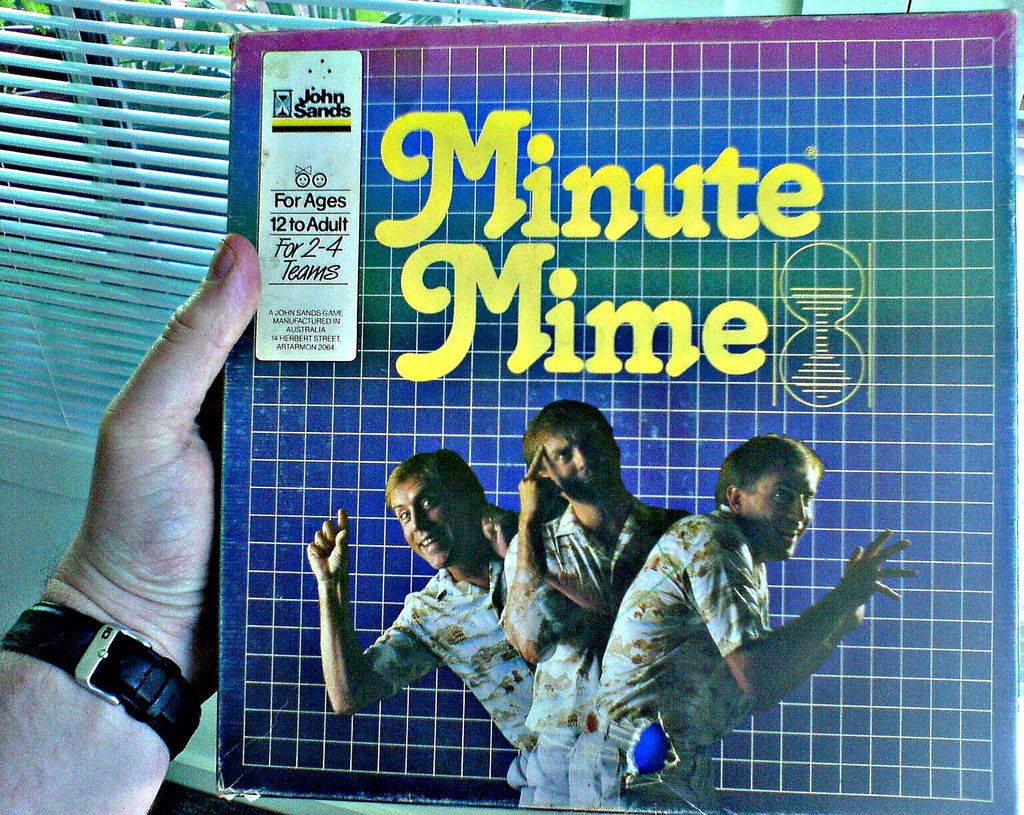 John
Sands
For Ages
12 to Adult
For 2-4
Teams
A JOHN SANDS GAME
MANUFACTURED IN
AUSTRALIA
14 HERBERT STREET,
ARTARMON 2064
Minute®
Mime